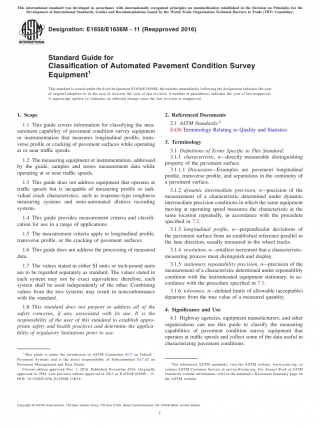 This international standard was developed in accordance with internationally recognized principles on standardization established in the Decision on Principles for the
Development of International Standards, Guides and Recommendations issued by the World Trade Organization Technical Barriers to Trade (TBT) Committee.
Designation: E1656/E1656M − 11 (Reapproved 2016)
Standard Guide for
Classification of Automated Pavement Condition Survey
Equipment1
This standard is issued under the fixed designation E1656/E1656M; the number immediately following the designation indicates the year
of original adoption or, in the case of revision, the year of last revision. A number in parentheses indicates the year of last reapproval.
A superscript epsilon (ε) indicates an editorial change since the last revision or reapproval.
1. Scope
1.1 This guide covers information for classifying the mea-
surement capability of pavement condition survey equipment
or instrumentation that measures longitudinal profile, trans-
verse profile or cracking of pavement surfaces while operating
at or near traffic speeds.
1.2 The measuring equipment or instrumentation, addressed
by the guide, samples and stores measurement data while
operating at or near traffic speeds.
1.3 This guide does not address equipment that operates at
traffic speeds but is incapable of measuring profile or indi-
vidual crack characteristics, such as response-type roughness
measuring systems and semi-automated distress recording
systems.
1.4 This guide provides measurement criteria and classifi-
cation for use in a range of applications.
1.5 The measurement criteria apply to longitudinal profile,
transverse profile, or the cracking of pavement surfaces.
1.6 This guide does not address the processing of measured
data.
1.7 The values stated in either SI units or inch-pound units
are to be regarded separately as standard. The values stated in
each system may not be exact equivalents; therefore, each
system shall be used independently of the other. Combining
values from the two systems may result in nonconformance
with the standard.
1.8 This standard does not purport to address all of the
safety concerns, if any, associated with its use. It is the
responsibility of the user of this standard to establish appro-
priate safety and health practices and determine the applica-
bility of regulatory limitations prior to use.
1 This guide is under the jurisdiction of ASTM Committee E17 on Vehicle -
Pavement Systems and is the direct responsibility of Subcommittee E17.42 on
Pavement Management and Data Needs.
Current edition approved Nov. 1, 2016. Published November 2016. Originally
approved in 1994. Last previous edition approved in 2011 as E1656/E1656M – 11.
DOI: 10.1520/E1656_E1656M-11R16.
2. Referenced Documents
2.1 ASTM Standards:2
E456 Terminology Relating to Quality and Statistics
3. Terminology
3.1 Definitions of Terms Specific to This Standard:
3.1.1 characteristic, n—directly measurable distinguishing
property of the pavement surface.
3.1.1.1 Discussion—Examples are pavement longitudinal
profile, traverse profile, and separations in the continuity of
a pavement surface.
3.1.2 dynamic intermediate precision, n—precision of the
measurement of a characteristic determined under dynamic
intermediate precision conditions in which the same equipment
moving at operating speed measures the characteristic at the
same location repeatedly, in accordance with the procedure
specified in 7.2.
3.1.3 longitudinal profile, n—perpendicular deviations of
the pavement surface from an established reference parallel to
the lane direction, usually measured in the wheel tracks.
3.1.4 resolution, n—smallest increment that a characteristic-
measuring process must distinguish and display.
3.1.5 stationary repeatability precision, n—precision of the
measurement of a characteristic determined under repeatability
condition with the instrumented equipment stationary, in ac-
cordance with the procedure specified in 7.1.
3.1.6 tolerance, n—defined limits of allowable (acceptable)
departure from the true value of a measured quantity.
4. Significance and Use
4.1 Highway agencies, equipment manufacturers, and other
organizations can use this guide to classify the measuring
capabilities of pavement condition survey equipment that
operates at traffic speeds and collect some of the data useful in
characterizing pavement conditions.
2 For referenced ASTM standards, visit the ASTM website, www.astm.org, or
contact ASTM Customer Service at service@astm.org. For Annual Book of ASTM
Standards volume information, refer to the standard's Document Summary page on
the ASTM website.
Copyright © ASTM International, 100 Barr Harbor Drive, PO Box C700, West Conshohocken, PA 19428-2959. United States
1